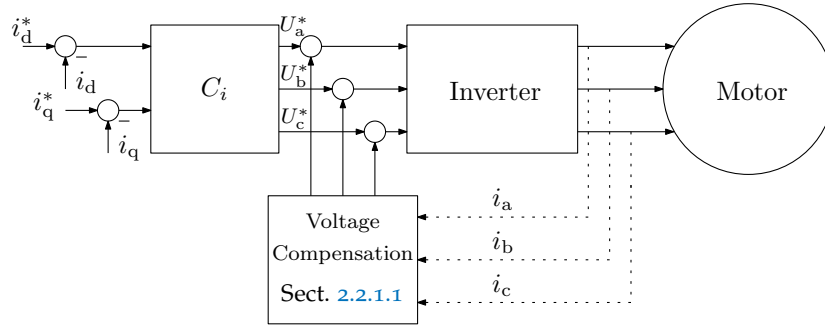 i*d
U*a
−
id
i*q
−
iq
Ci
U*b
U*c
Inverter
Motor
ia
ib
ic
Voltage
Compensation
Sect. 2.2.1.1